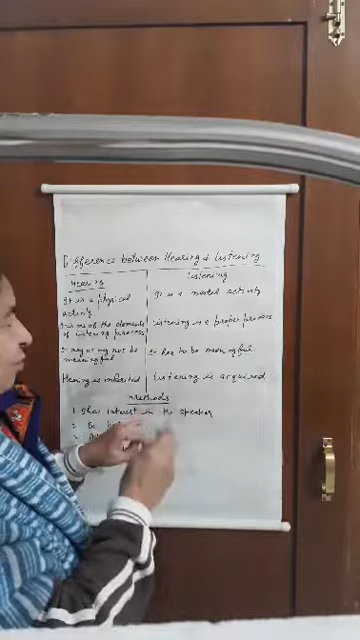 Difference between Hearing & Listening
Hearing
Listening
It is a physical
activity
It is a mental activity
It is one of the elements
of listening process
Listening is a proper process
It may or may not be
meaningful
It has to be meaningful
Hearing is inherited
Listening is acquired
Methods
1. Show interest in the speaker
2. Be